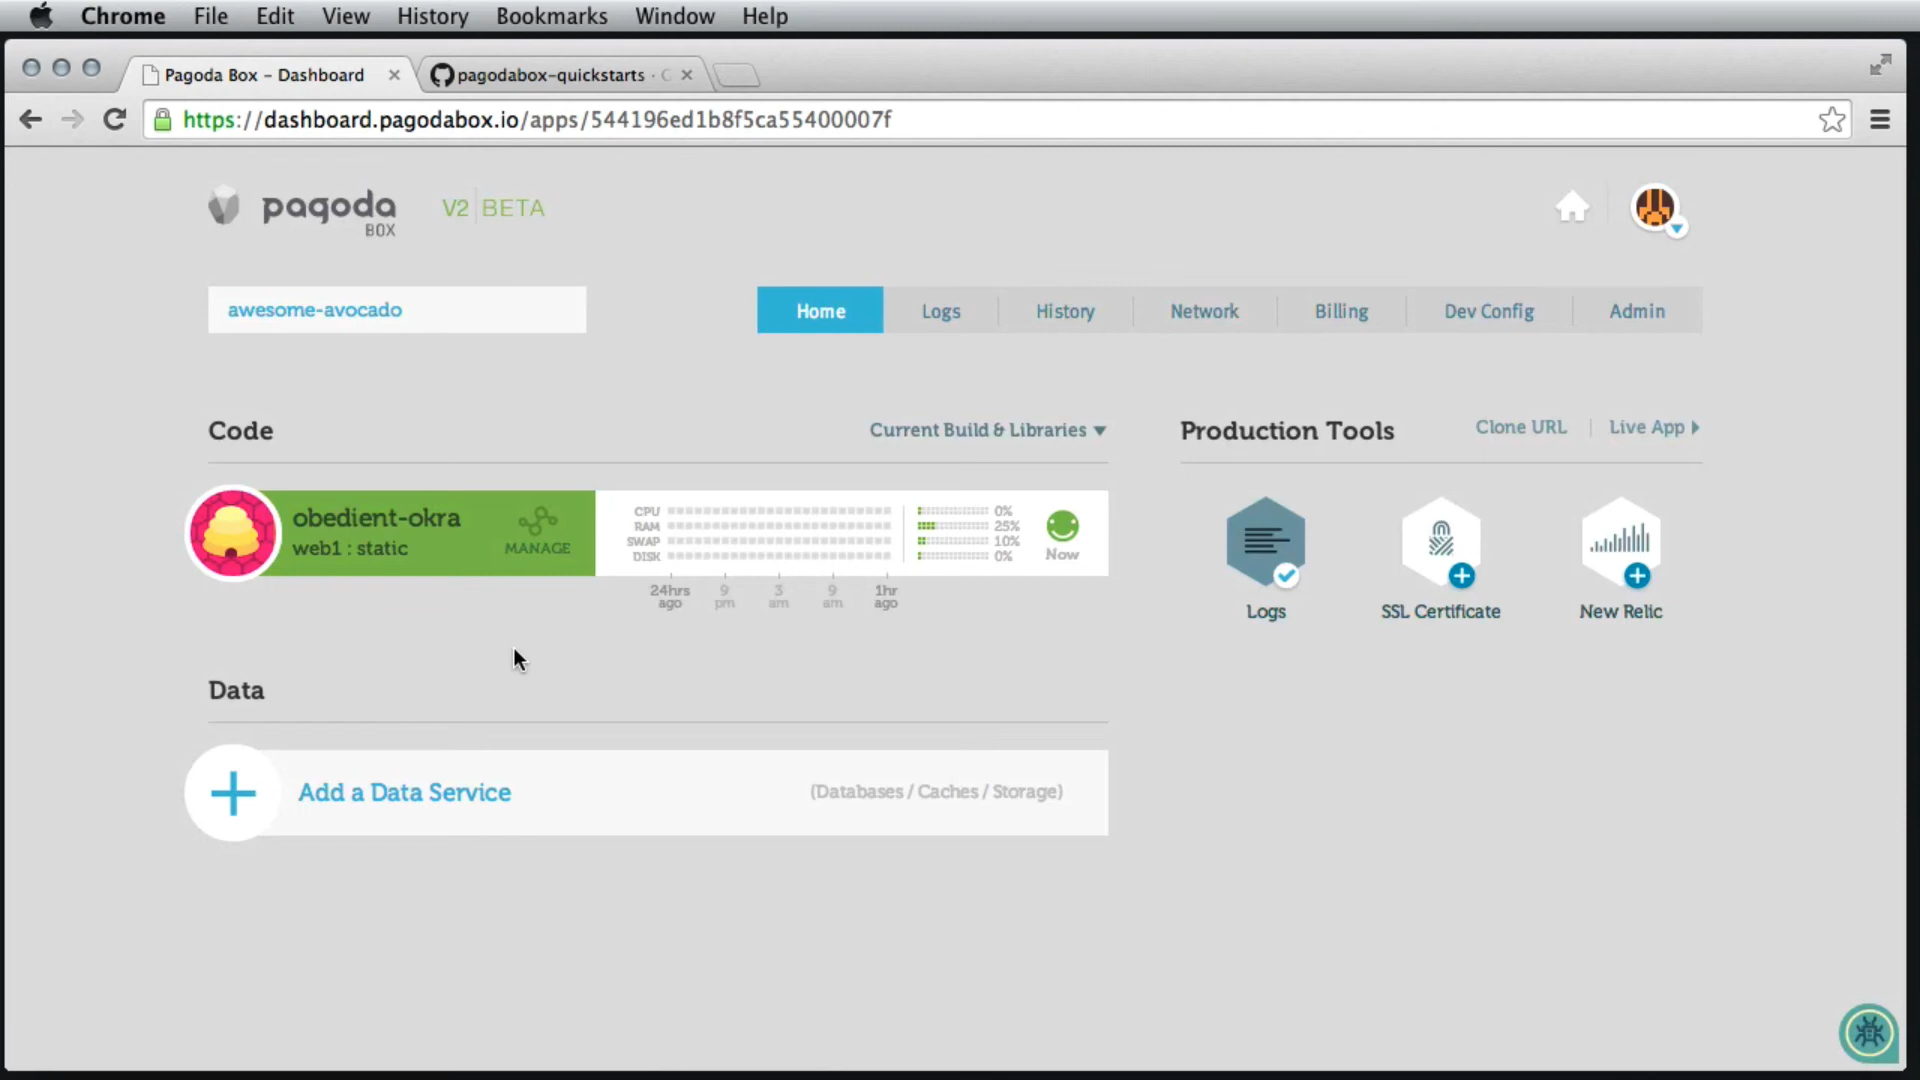 Chrome File Edit View History Bookmarks Window Help
Pagoda Box - Dashboard
pagodabox-quickstarts ·
https://dashboard.pagodabox.io/apps/544196ed1b8f5ca55400007f
pagoda BOX V2 BETA
awesome-avocado
Home Logs History Network Billing Dev Config Admin
Code
Current Build & Libraries
obedient-okra
web1 : static
MANAGE
CPU 0%
RAM 25%
SWAP 10%
DISK 0%
Now
24hrs ago
9 pm
3 am
9 am
1hr ago
Production Tools
Clone URL
Live App
Logs
SSL Certificate
New Relic
Data
Add a Data Service
(Databases / Caches / Storage)